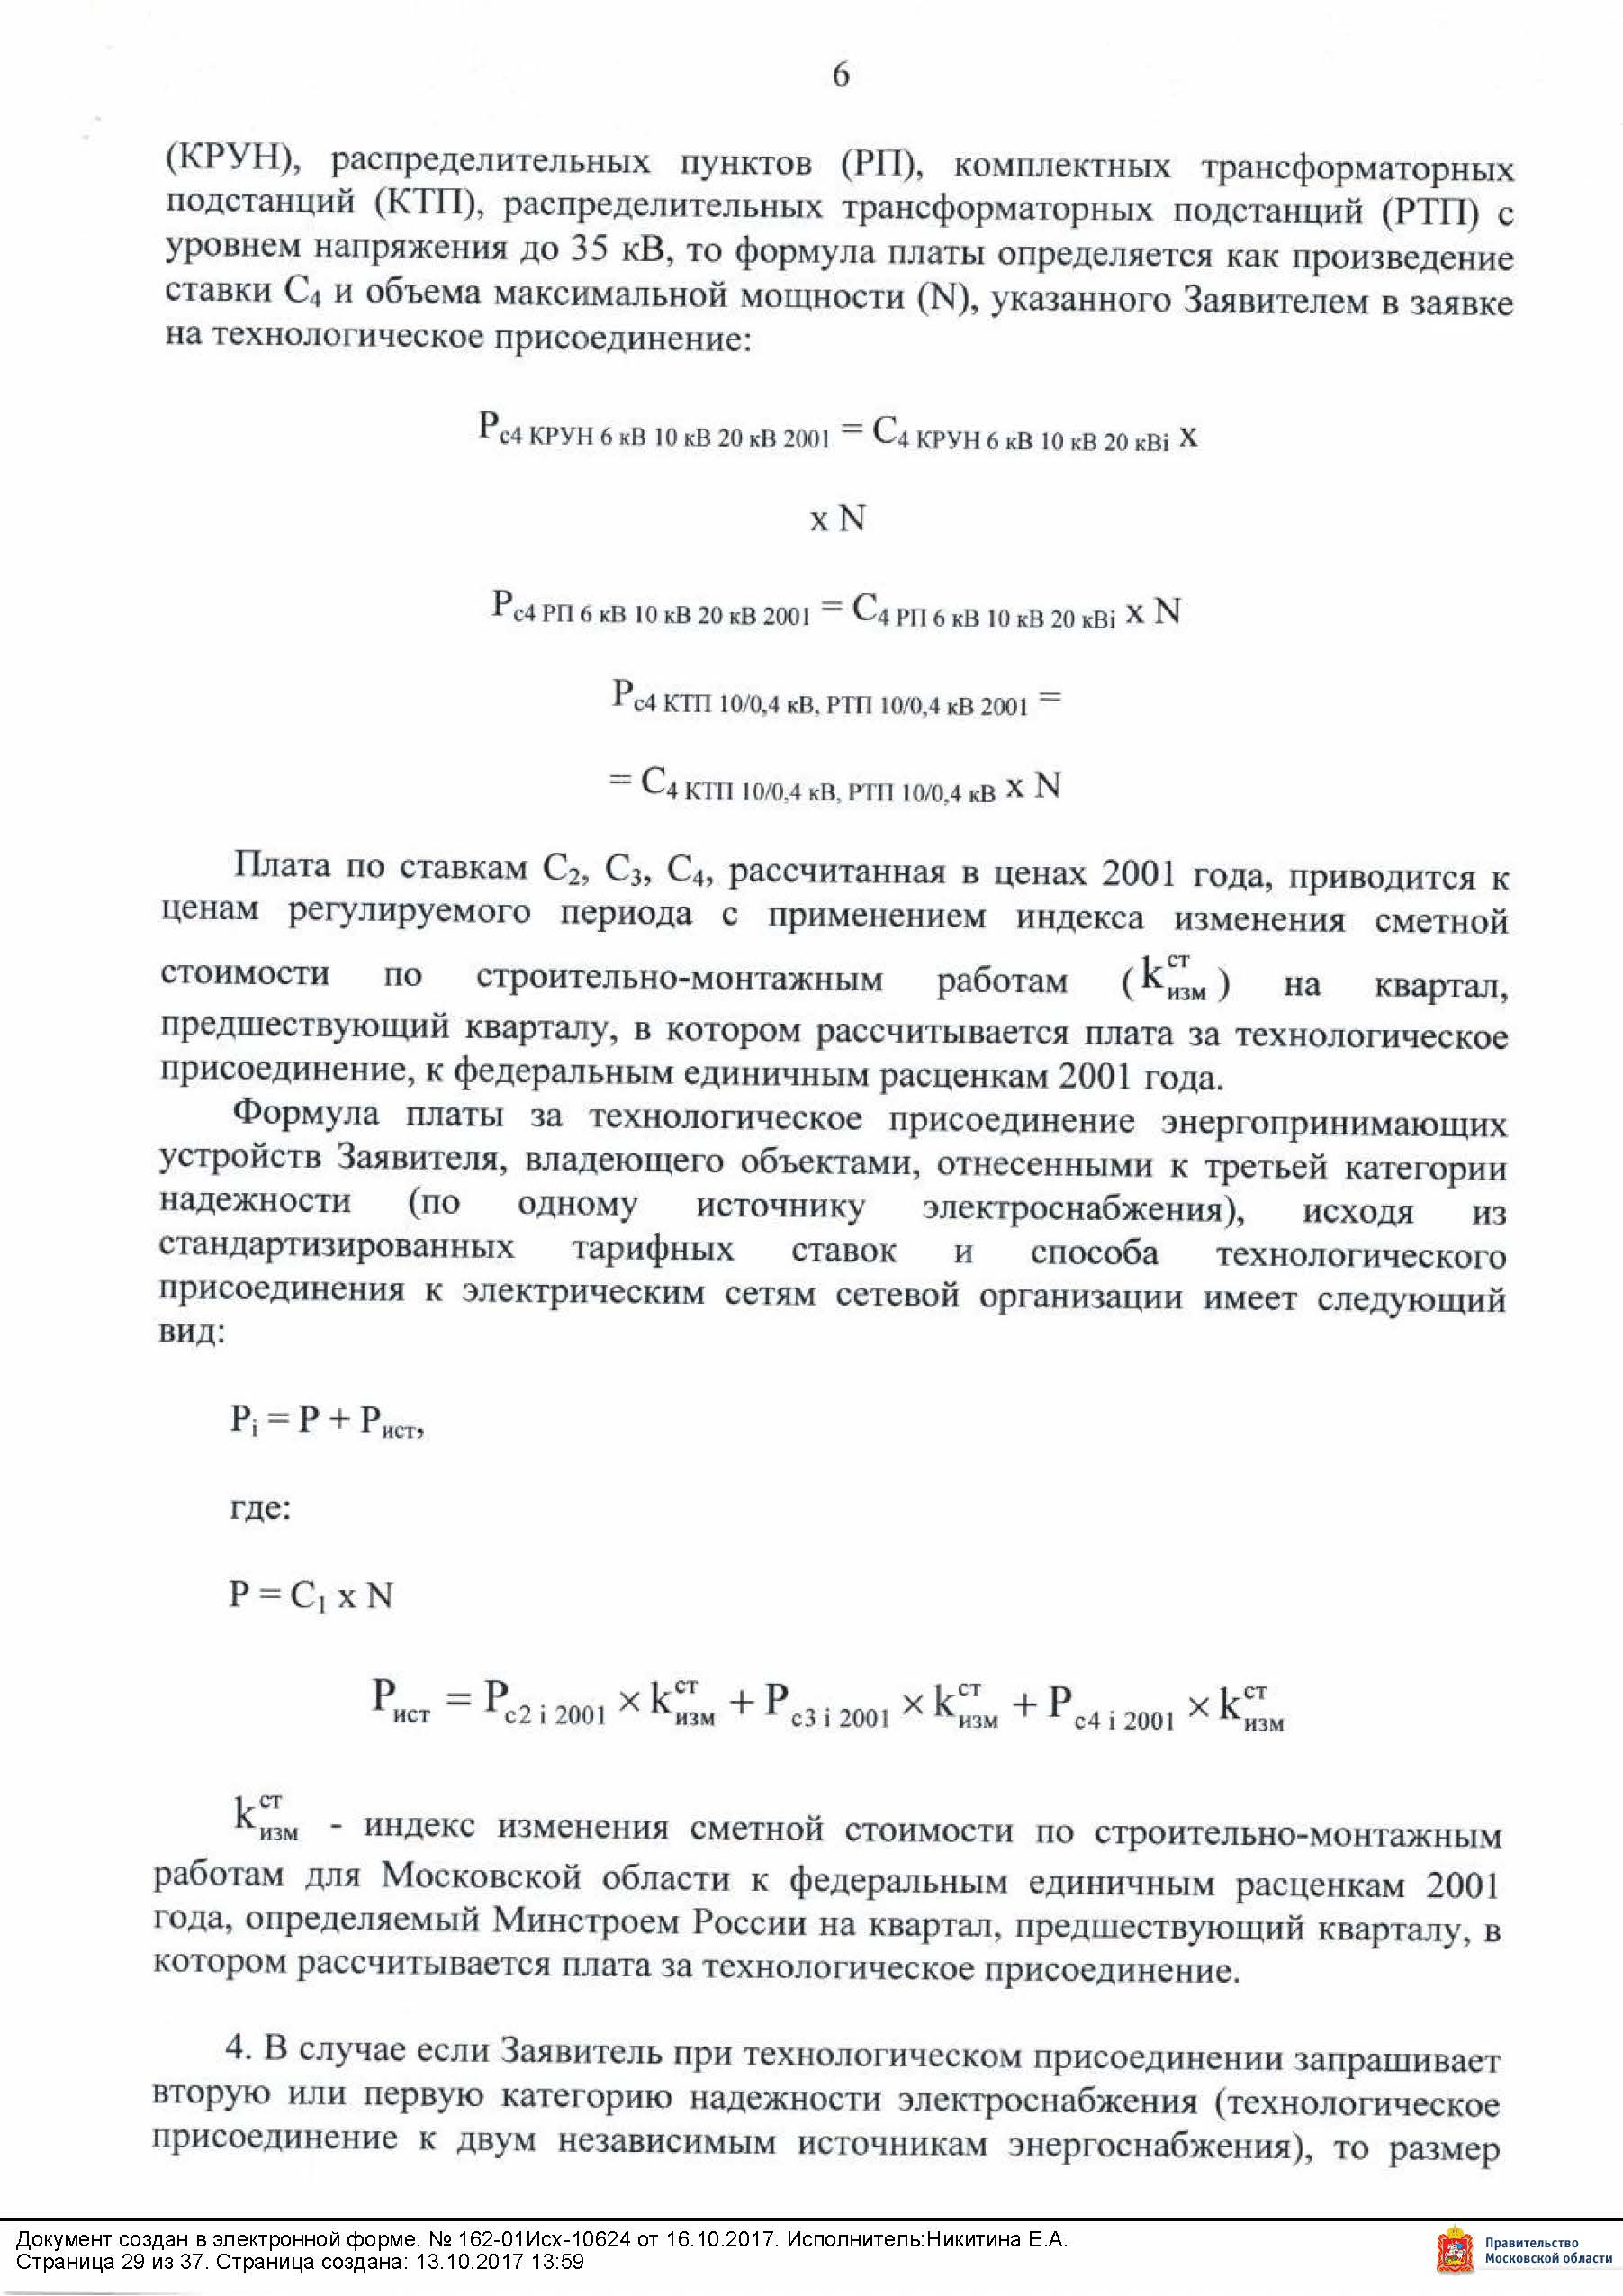 6
(КРУН), распределительных пунктов (РП), комплектных трансформаторных
подстанций (КТП), распределительных трансформаторных подстанций (РТП) с
уровнем напряжения до 35 кВ, то формула платы определяется как произведение
ставки С₄ и объема максимальной мощности (N), указанного Заявителем в заявке
на технологическое присоединение:
Рс4 КРУН 6 кВ 10 кВ 20 кВ 2001 = С4 КРУН 6 кВ 10 кВ 20 кВi х
х N
Рс4 РП 6 кВ 10 кВ 20 кВ 2001 = С4 РП 6 кВ 10 кВ 20 кВi х N
Рс4 КТП 10/0,4 кВ, РТП 10/0,4 кВ 2001 =
= С4 КТП 10/0,4 кВ, РТП 10/0,4 кВ х N
Плата по ставкам С₂, С₃, С₄, рассчитанная в ценах 2001 года, приводится к
ценам регулируемого периода с применением индекса изменения сметной
стоимости по строительно-монтажным работам (k ст изм) на квартал,
предшествующий кварталу, в котором рассчитывается плата за технологическое
присоединение, к федеральным единичным расценкам 2001 года.
Формула платы за технологическое присоединение энергопринимающих
устройств Заявителя, владеющего объектами, отнесенными к третьей категории
надежности (по одному источнику электроснабжения), исходя из
стандартизированных тарифных ставок и способа технологического
присоединения к электрическим сетям сетевой организации имеет следующий
вид:
Рi = Р + Рист,
где:
Р = С₁ х N
Рист = Рс2 i 2001 × k ст изм + Рс3 i 2001 × k ст изм + Рс4 i 2001 × k ст изм
k ст изм - индекс изменения сметной стоимости по строительно-монтажным
работам для Московской области к федеральным единичным расценкам 2001
года, определяемый Минстроем России на квартал, предшествующий кварталу, в
котором рассчитывается плата за технологическое присоединение.
4. В случае если Заявитель при технологическом присоединении запрашивает
вторую или первую категорию надежности электроснабжения (технологическое
присоединение к двум независимым источникам энергоснабжения), то размер
Документ создан в электронной форме. № 162-01Исх-10624 от 16.10.2017. Исполнитель:Никитина Е.А.
Страница 29 из 37. Страница создана: 13.10.2017 13:59
Правительство
Московской области